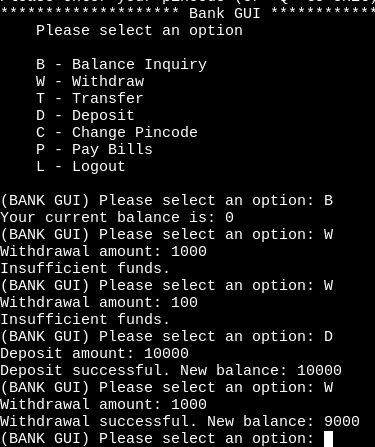 ******************* Bank GUI ************
Please select an option
B - Balance Inquiry
W - Withdraw
T - Transfer
D - Deposit
C - Change Pincode
P - Pay Bills
L - Logout
(BANK GUI) Please select an option: B
Your current balance is: 0
(BANK GUI) Please select an option: W
Withdrawal amount: 1000
Insufficient funds.
(BANK GUI) Please select an option: W
Withdrawal amount: 100
Insufficient funds.
(BANK GUI) Please select an option: D
Deposit amount: 10000
Deposit successful. New balance: 10000
(BANK GUI) Please select an option: W
Withdrawal amount: 1000
Withdrawal successful. New balance: 9000
(BANK GUI) Please select an option: